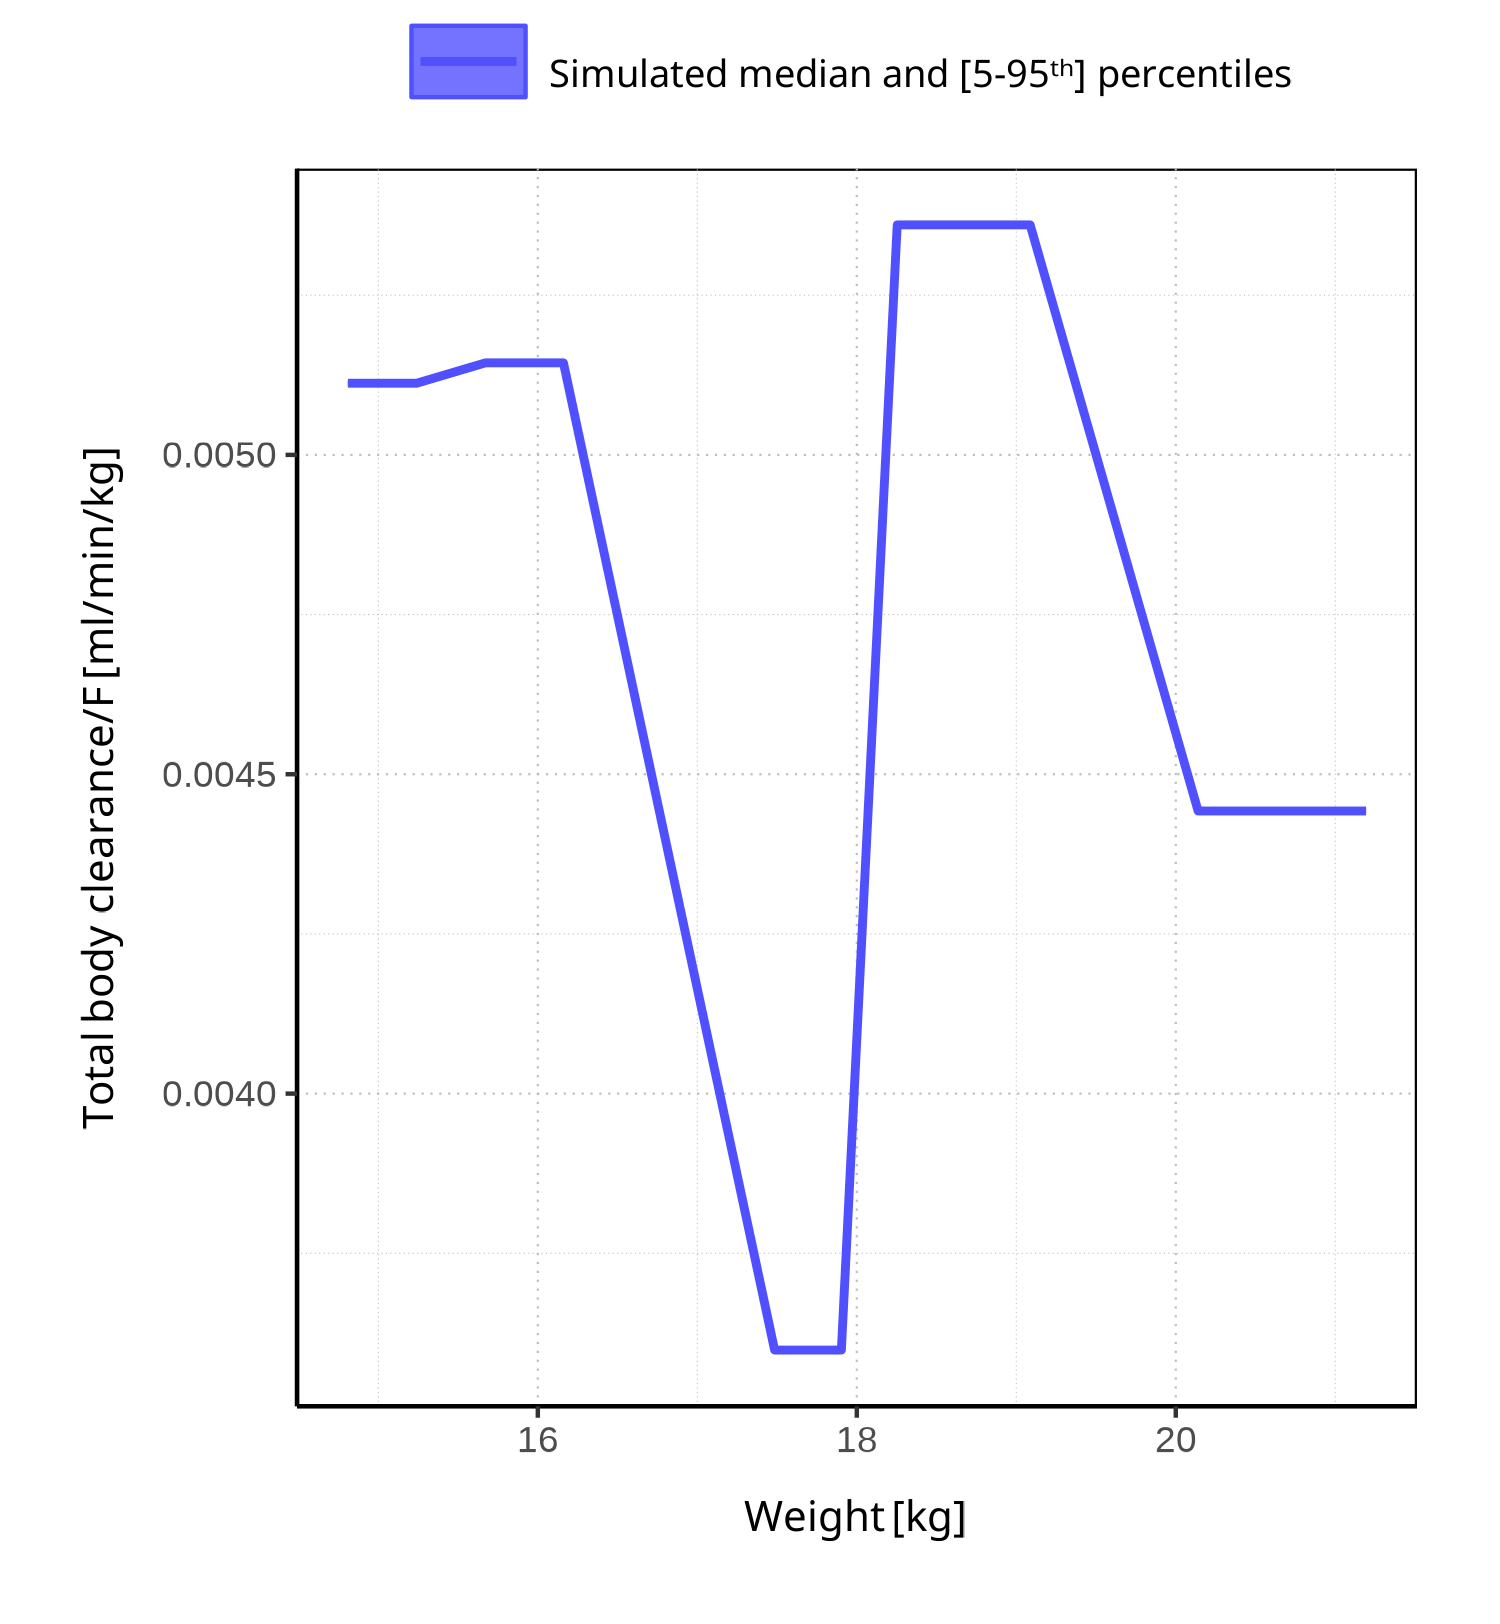 Simulated median and [5-95th] percentiles
Total body clearance/F [ml/min/kg]
0.0050
0.0045
0.0040
16 18 20
Weight [kg]